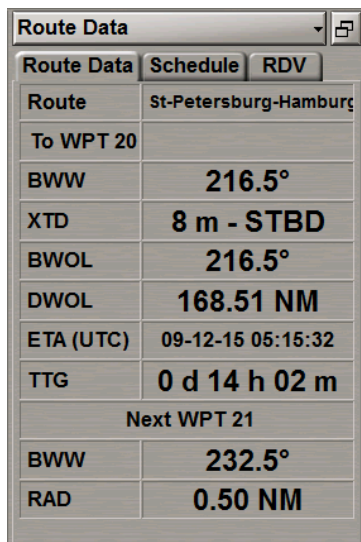 Route Data
Route Data Schedule RDV
Route St-Petersburg-Hamburg
To WPT 20
BWW 216.5°
XTD 8 m - STBD
BWOL 216.5°
DWOL 168.51 NM
ETA (UTC) 09-12-15 05:15:32
TTG 0 d 14 h 02 m
Next WPT 21
BWW 232.5°
RAD 0.50 NM